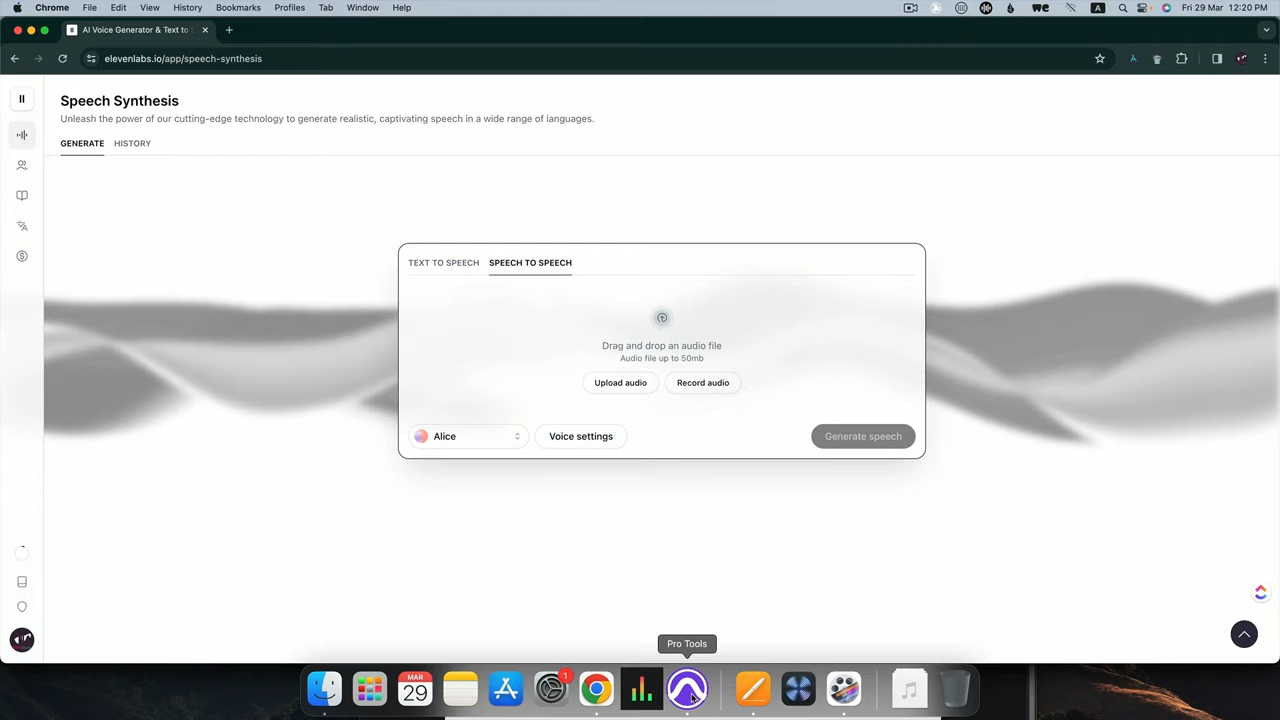 Chrome File Edit View History Bookmarks Profiles Tab Window Help
A Fri 29 Mar 12:20 PM
AI Voice Generator & Text to S
elevenlabs.io/app/speech-synthesis
Speech Synthesis
Unleash the power of our cutting-edge technology to generate realistic, captivating speech in a wide range of languages.
GENERATE HISTORY
TEXT TO SPEECH SPEECH TO SPEECH
Drag and drop an audio file
Audio file up to 50mb
Upload audio Record audio
Alice Voice settings Generate speech
Pro Tools
MAR
29
1